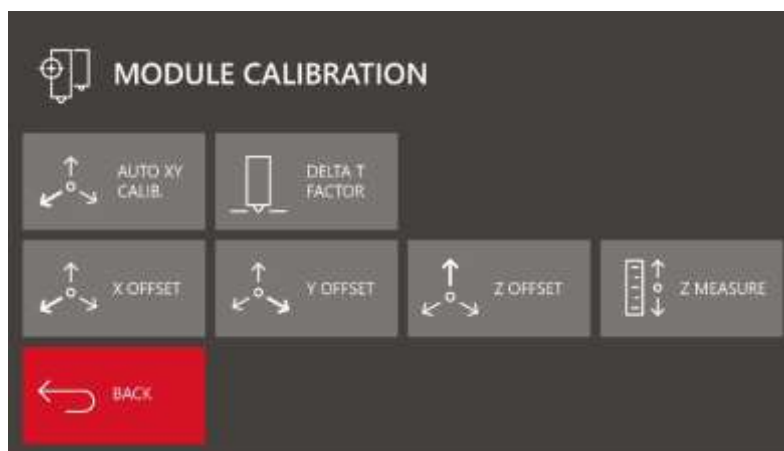 MODULE CALIBRATION
AUTO XY
CALIB.
DELTA T
FACTOR
X OFFSET
Y OFFSET
Z OFFSET
Z MEASURE
BACK